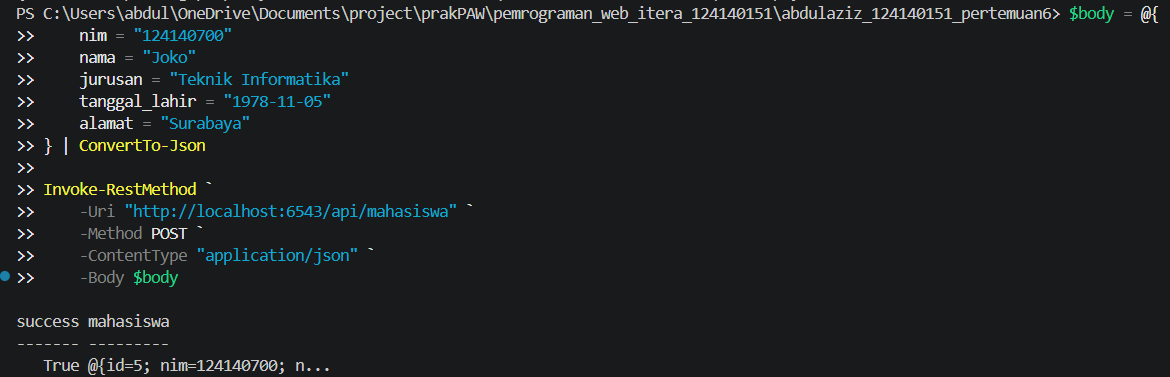 PS C:\Users\abdul\OneDrive\Documents\project\prakPAW\pemrograman_web_itera_124140151\abdulaziz_124140151_pertemuan6> $body = @{
>>     nim = "124140700"
>>     nama = "Joko"
>>     jurusan = "Teknik Informatika"
>>     tanggal_lahir = "1978-11-05"
>>     alamat = "Surabaya"
>> } | ConvertTo-Json
>>
>> Invoke-RestMethod `
>>     -Uri "http://localhost:6543/api/mahasiswa" `
>>     -Method POST `
>>     -ContentType "application/json" `
>>     -Body $body
success mahasiswa
------- ---------
   True @{id=5; nim=124140700; n...